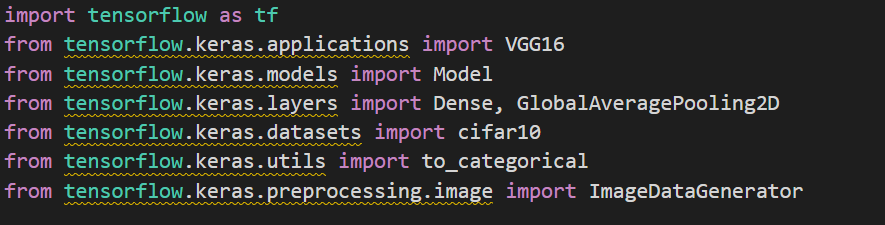 import tensorflow as tf
from tensorflow.keras.applications import VGG16
from tensorflow.keras.models import Model
from tensorflow.keras.layers import Dense, GlobalAveragePooling2D
from tensorflow.keras.datasets import cifar10
from tensorflow.keras.utils import to_categorical
from tensorflow.keras.preprocessing.image import ImageDataGenerator